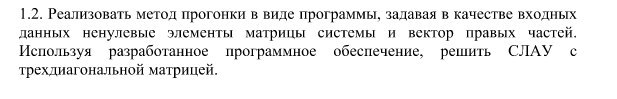 1.2. Реализовать метод прогонки в виде программы, задавая в качестве входных
данных ненулевые элементы матрицы системы и вектор правых частей.
Используя разработанное программное обеспечение, решить СЛАУ с
трехдиагональной матрицей.